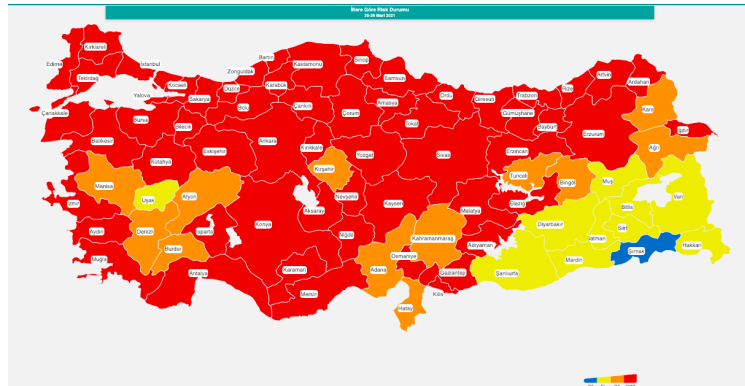 İllere Göre Risk Durumu
20-26 Mart 2021
Kırklareli
Edirne
İstanbul
Tekirdağ
Kocaeli
Yalova
Sakarya
Düzce
Zonguldak
Bartın
Karabük
Kastamonu
Sinop
Samsun
Ordu
Giresun
Trabzon
Rize
Artvin
Ardahan
Kars
Çanakkale
Bursa
Bilecik
Bolu
Çankırı
Çorum
Amasya
Tokat
Gümüşhane
Bayburt
Erzurum
Iğdır
Balıkesir
Kütahya
Eskişehir
Ankara
Kırıkkale
Yozgat
Sivas
Erzincan
Ağrı
Manisa
Uşak
Afyon
Kırşehir
Tunceli
Bingöl
Muş
Van
İzmir
Aydın
Denizli
Isparta
Konya
Aksaray
Nevşehir
Kayseri
Malatya
Elazığ
Bitlis
Muğla
Burdur
Antalya
Niğde
Kahramanmaraş
Adıyaman
Diyarbakır
Batman
Siirt
Şırnak
Hakkari
Karaman
Mersin
Adana
Osmaniye
Gaziantep
Şanlıurfa
Mardin
Hatay
Kilis